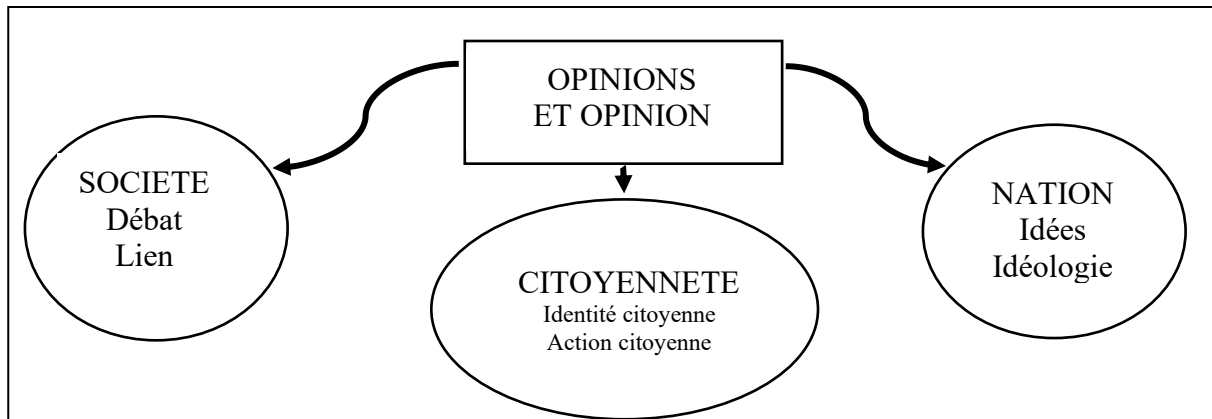 OPINIONS
ET OPINION
SOCIETE
Débat
Lien
CITOYENNETE
Identité citoyenne
Action citoyenne
NATION
Idées
Idéologie